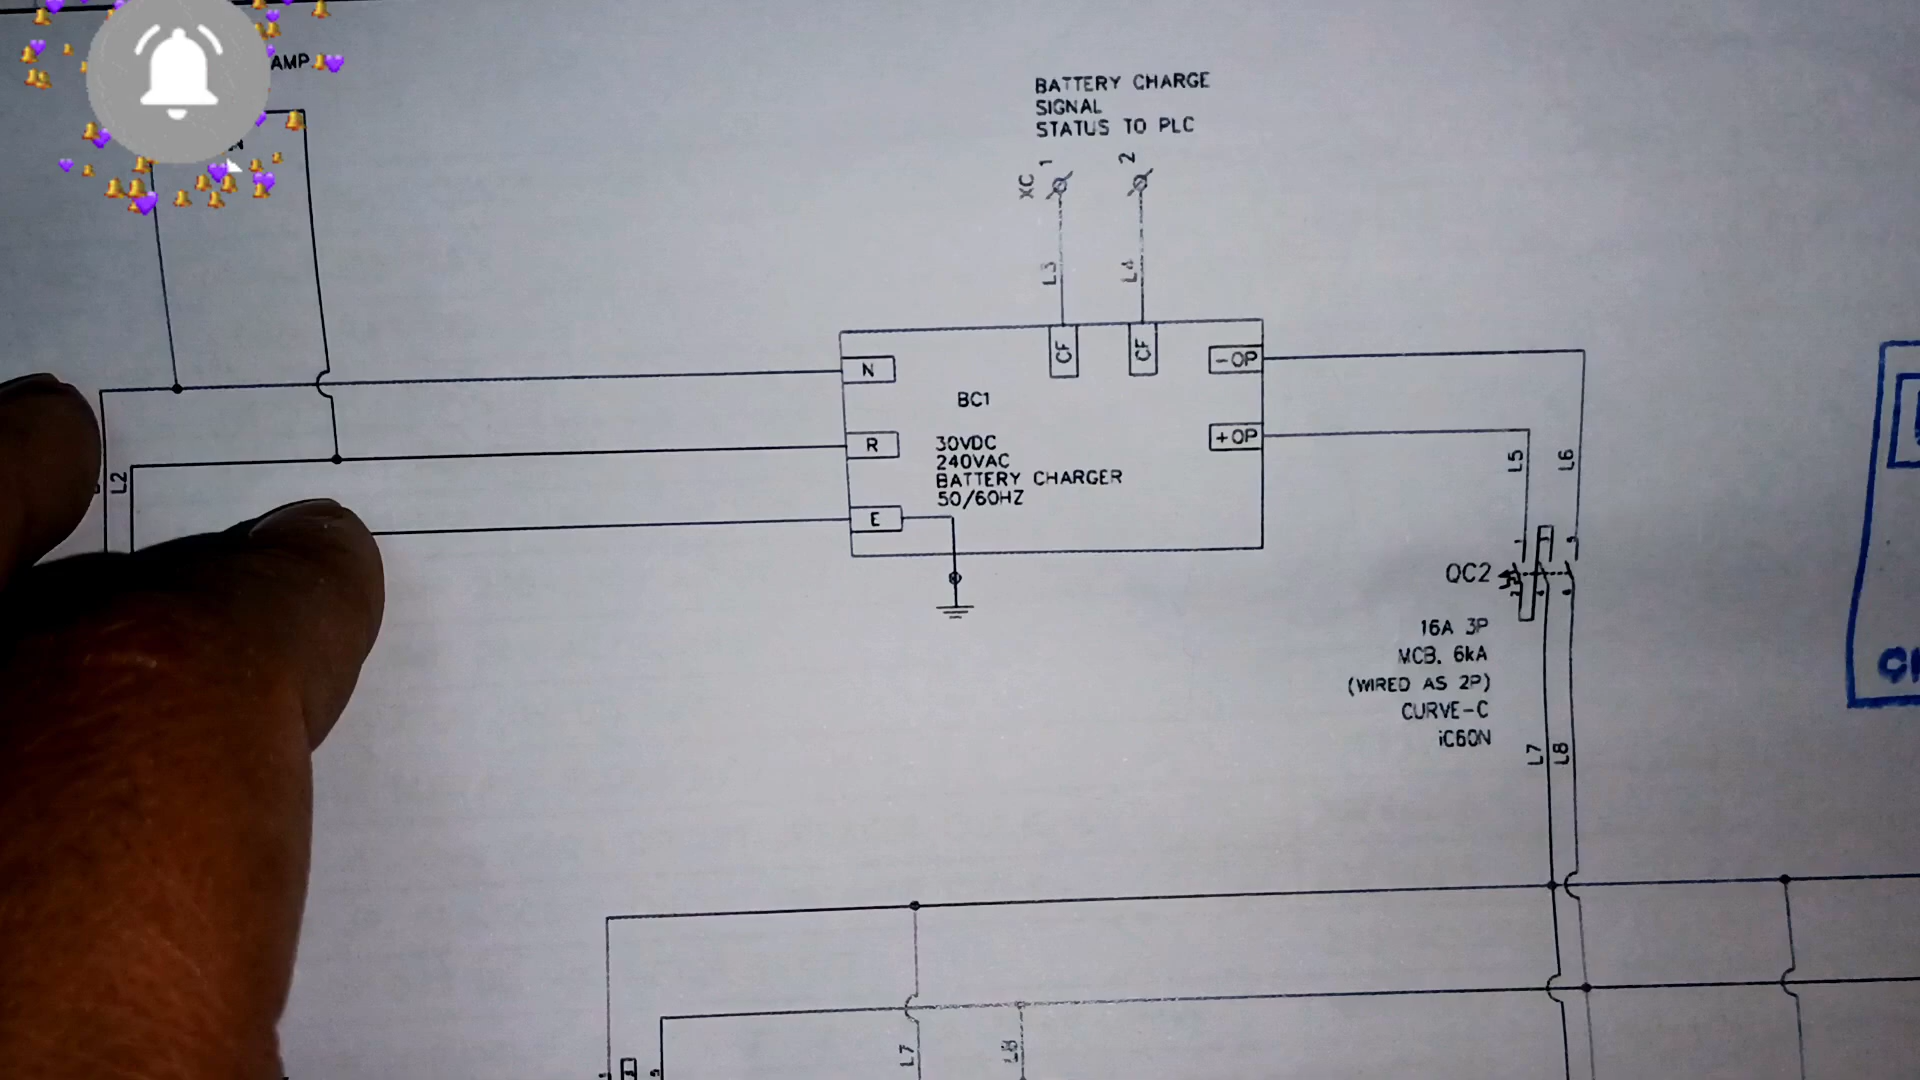 AMP.
BATTERY CHARGE
SIGNAL
STATUS TO PLC
XC
1
2
L3
L4
CF
CF
N
R
E
-OP
+OP
BC1
30VDC
240VAC
BATTERY CHARGER
50/60HZ
L2
L5
L6
QC2
16A 3P
MCB. 6kA
(WIRED AS 2P)
CURVE-C
iC60N
L7
L8
L7
L8